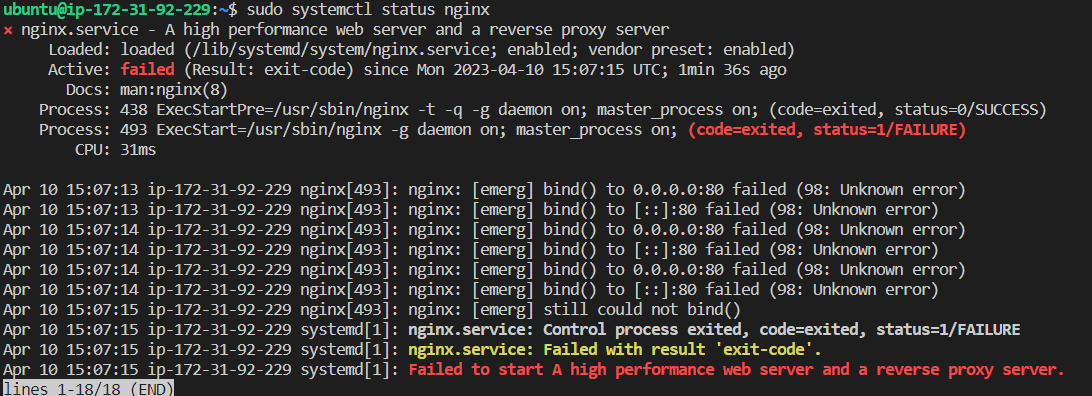 ubuntu@ip-172-31-92-229:~$ sudo systemctl status nginx
× nginx.service - A high performance web server and a reverse proxy server
Loaded: loaded (/lib/systemd/system/nginx.service; enabled; vendor preset: enabled)
Active: failed (Result: exit-code) since Mon 2023-04-10 15:07:15 UTC; 1min 36s ago
Docs: man:nginx(8)
Process: 438 ExecStartPre=/usr/sbin/nginx -t -q -g daemon on; master_process on; (code=exited, status=0/SUCCESS)
Process: 493 ExecStart=/usr/sbin/nginx -g daemon on; master_process on; (code=exited, status=1/FAILURE)
CPU: 31ms
Apr 10 15:07:13 ip-172-31-92-229 nginx[493]: nginx: [emerg] bind() to 0.0.0.0:80 failed (98: Unknown error)
Apr 10 15:07:13 ip-172-31-92-229 nginx[493]: nginx: [emerg] bind() to [::]:80 failed (98: Unknown error)
Apr 10 15:07:14 ip-172-31-92-229 nginx[493]: nginx: [emerg] bind() to 0.0.0.0:80 failed (98: Unknown error)
Apr 10 15:07:14 ip-172-31-92-229 nginx[493]: nginx: [emerg] bind() to [::]:80 failed (98: Unknown error)
Apr 10 15:07:14 ip-172-31-92-229 nginx[493]: nginx: [emerg] bind() to 0.0.0.0:80 failed (98: Unknown error)
Apr 10 15:07:14 ip-172-31-92-229 nginx[493]: nginx: [emerg] bind() to [::]:80 failed (98: Unknown error)
Apr 10 15:07:15 ip-172-31-92-229 nginx[493]: nginx: [emerg] still could not bind()
Apr 10 15:07:15 ip-172-31-92-229 systemd[1]: nginx.service: Control process exited, code=exited, status=1/FAILURE
Apr 10 15:07:15 ip-172-31-92-229 systemd[1]: nginx.service: Failed with result 'exit-code'.
Apr 10 15:07:15 ip-172-31-92-229 systemd[1]: Failed to start A high performance web server and a reverse proxy server.
lines 1-18/18 (END)